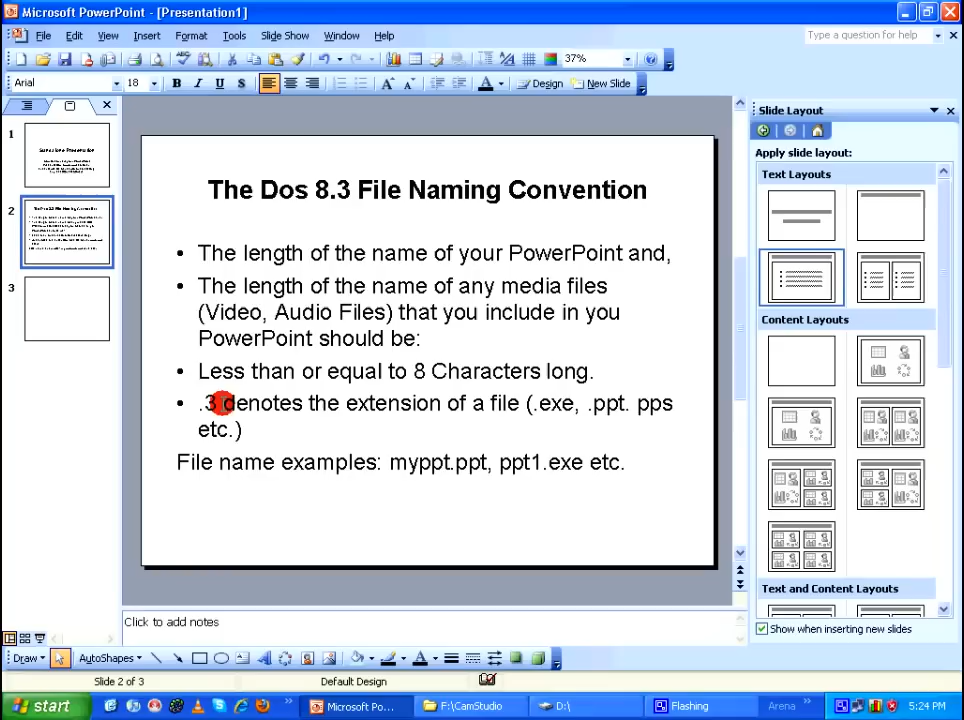 Microsoft PowerPoint - [Presentation1]
File Edit View Insert Format Tools Slide Show Window Help
Type a question for help
37%
Arial 18 B I U S Design New Slide
Slide Layout
1
2
3
Apply slide layout:
Text Layouts
Content Layouts
Text and Content Layouts
Show when inserting new slides
The Dos 8.3 File Naming Convention
• The length of the name of your PowerPoint and,
• The length of the name of any media files
(Video, Audio Files) that you include in you
PowerPoint should be:
• Less than or equal to 8 Characters long.
• .3 denotes the extension of a file (.exe, .ppt. pps
etc.)
File name examples: myppt.ppt, ppt1.exe etc.
Click to add notes
Draw AutoShapes
Slide 2 of 3 Default Design
start Microsoft Po... F:\CamStudio D:\ Flashing Arena 5:24 PM